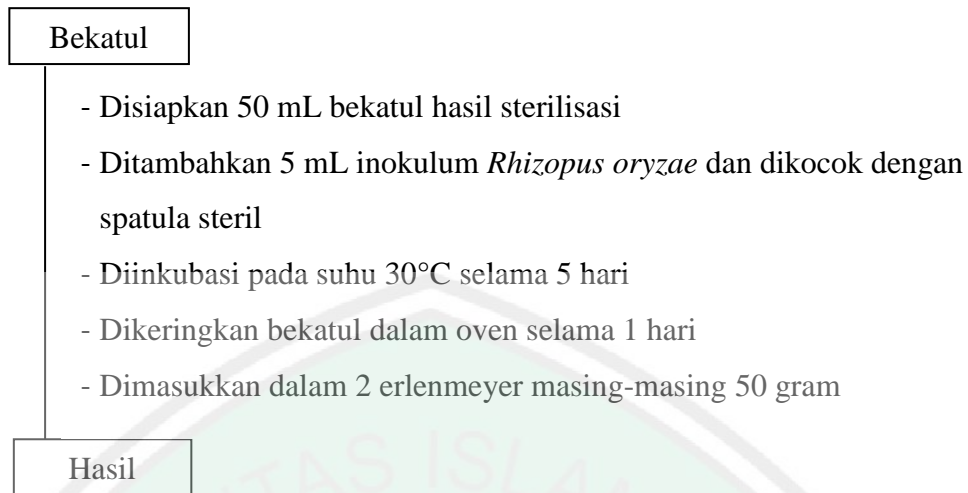 Bekatul
- Disiapkan 50 mL bekatul hasil sterilisasi
- Ditambahkan 5 mL inokulum Rhizopus oryzae dan dikocok dengan
spatula steril
- Diinkubasi pada suhu 30°C selama 5 hari
- Dikeringkan bekatul dalam oven selama 1 hari
- Dimasukkan dalam 2 erlenmeyer masing-masing 50 gram
Hasil
TAS ISLAM